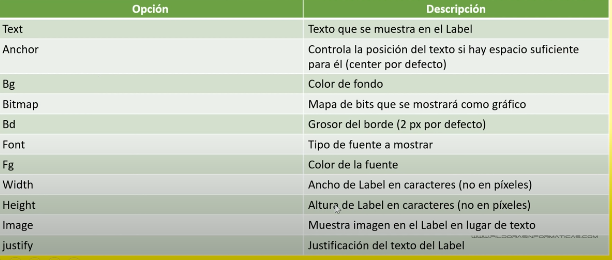 Opción Descripción
Text Texto que se muestra en el Label
Anchor Controla la posición del texto si hay espacio suficiente
para él (center por defecto)
Bg Color de fondo
Bitmap Mapa de bits que se mostrará como gráfico
Bd Grosor del borde (2 px por defecto)
Font Tipo de fuente a mostrar
Fg Color de la fuente
Width Ancho de Label en caracteres (no en píxeles)
Height Altura de Label en caracteres (no en píxeles)
Image Muestra imagen en el Label en lugar de texto
justify Justificación del texto del Label